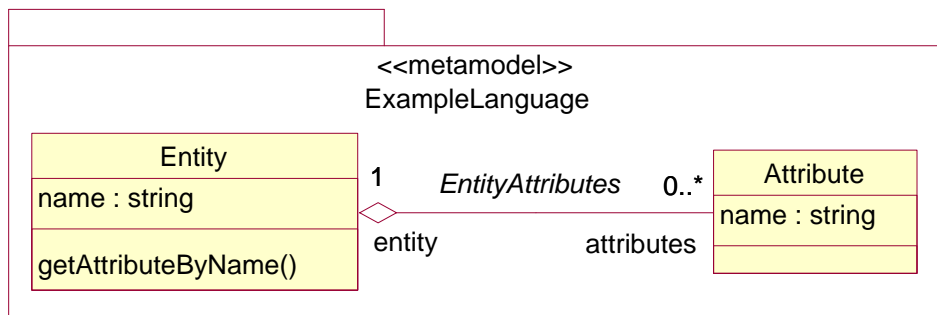 <<metamodel>>
ExampleLanguage
Entity
name : string
getAttributeByName()
1
EntityAttributes
0..*
entity
attributes
Attribute
name : string